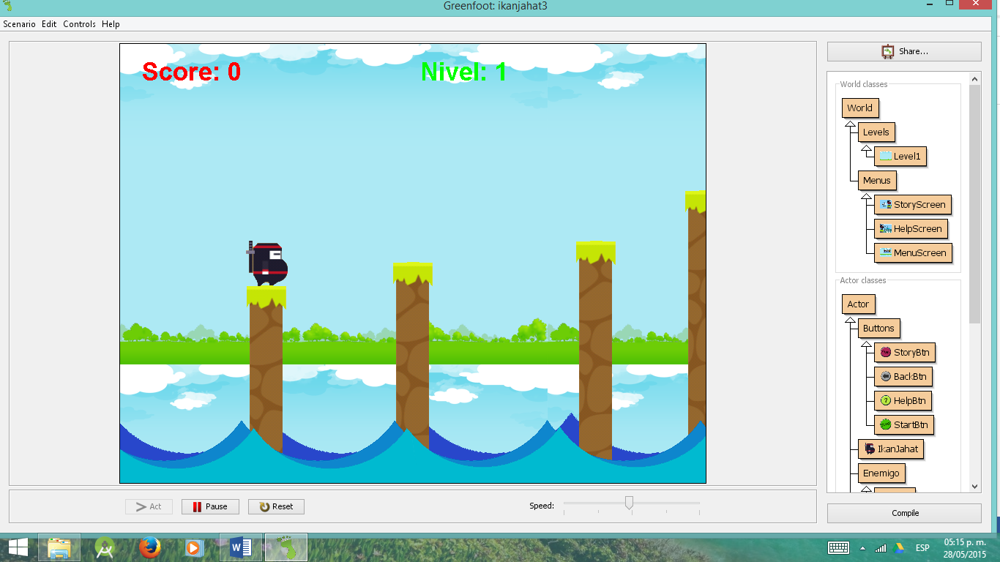 Greenfoot: ikanjahat3
Scenario Edit Controls Help
Score: 0
Nivel: 1
Share...
World classes
World
Levels
Level1
Menus
StoryScreen
HelpScreen
MenuScreen
Actor classes
Actor
Buttons
StoryBtn
BackBtn
HelpBtn
StartBtn
IkanJahat
Enemigo
Act
Pause
Reset
Speed:
Compile
ESP
05:15 p. m.
28/05/2015